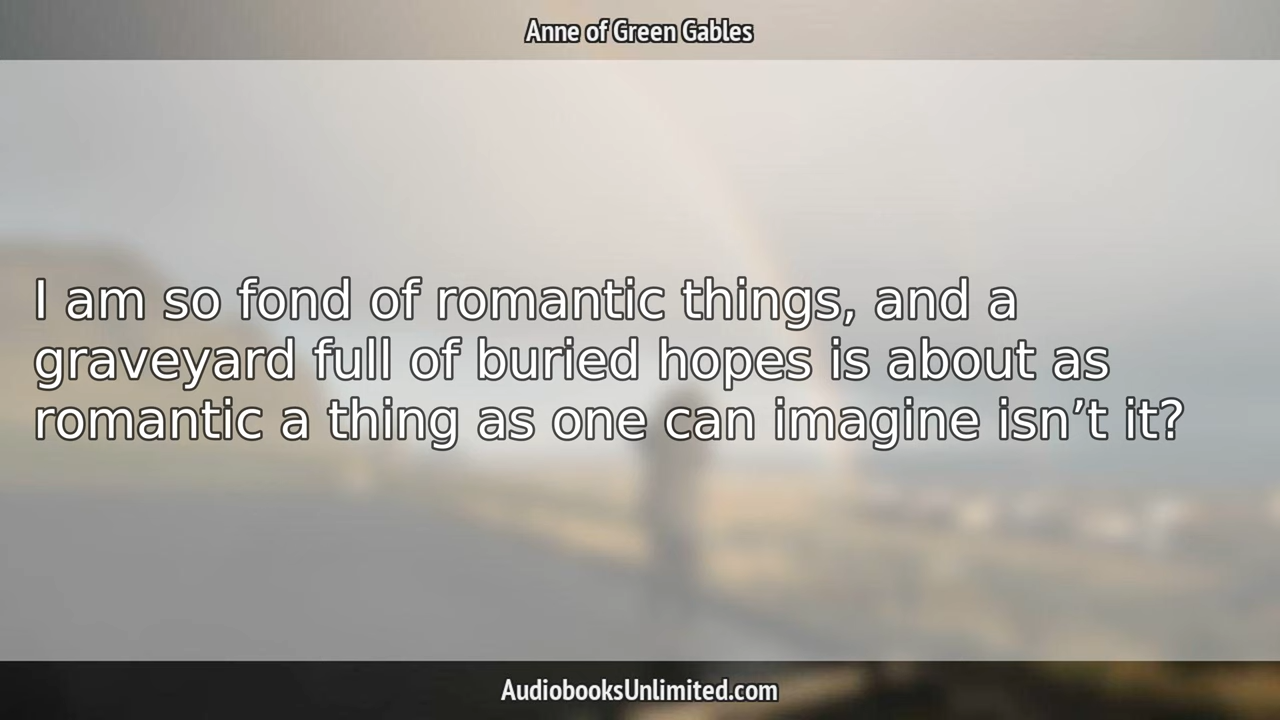 Anne of Green Gables
I am so fond of romantic things, and a
graveyard full of buried hopes is about as
romantic a thing as one can imagine isn’t it?
AudiobooksUnlimited.com